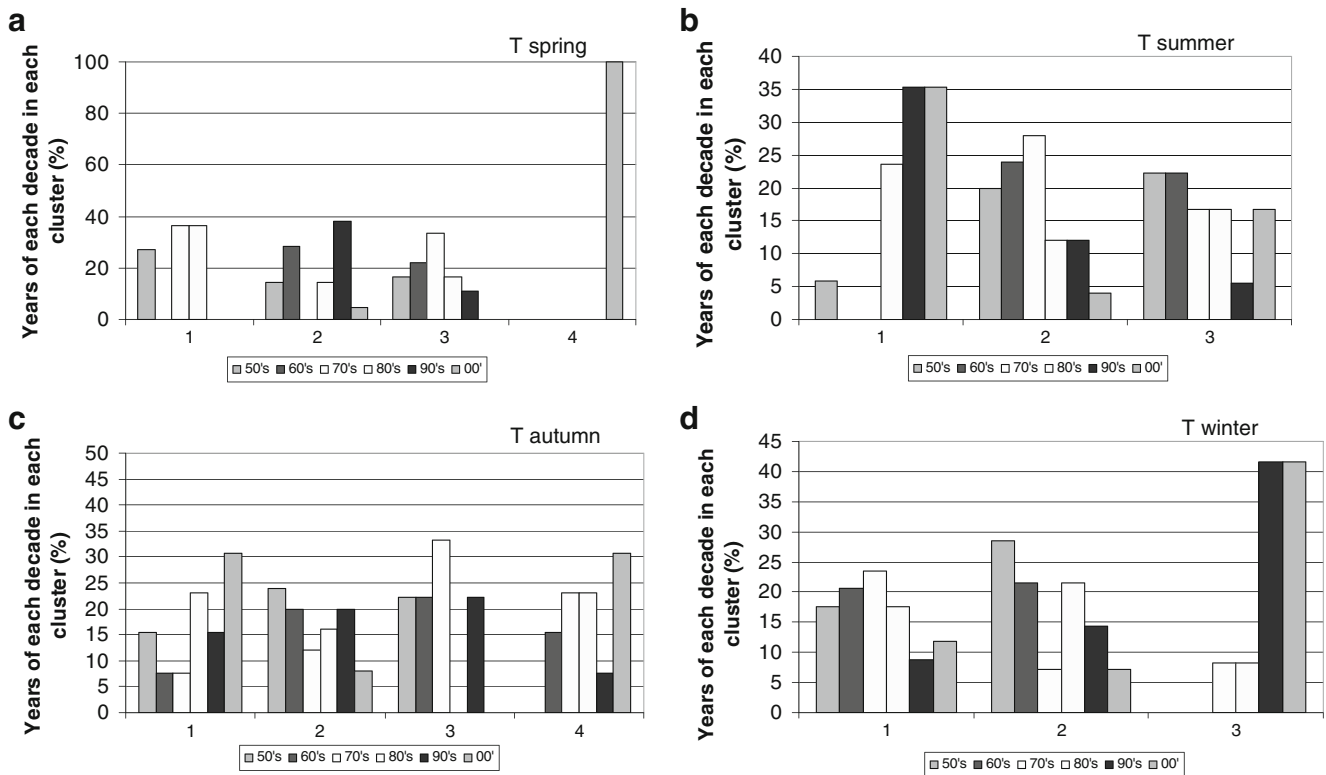 a
T spring
Years of each decade in each
cluster (%)
100
80
60
40
20
0
1 2 3 4
50's 60's 70's 80's 90's 00'
b
T summer
Years of each decade in each
cluster (%)
40
35
30
25
20
15
10
5
0
1 2 3
50's 60's 70's 80's 90's 00'
c
T autumn
Years of each decade in each
cluster (%)
50
45
40
35
30
25
20
15
10
5
0
1 2 3 4
50's 60's 70's 80's 90's 00'
d
T winter
Years of each decade in each
cluster (%)
45
40
35
30
25
20
15
10
5
0
1 2 3
50's 60's 70's 80's 90's 00'